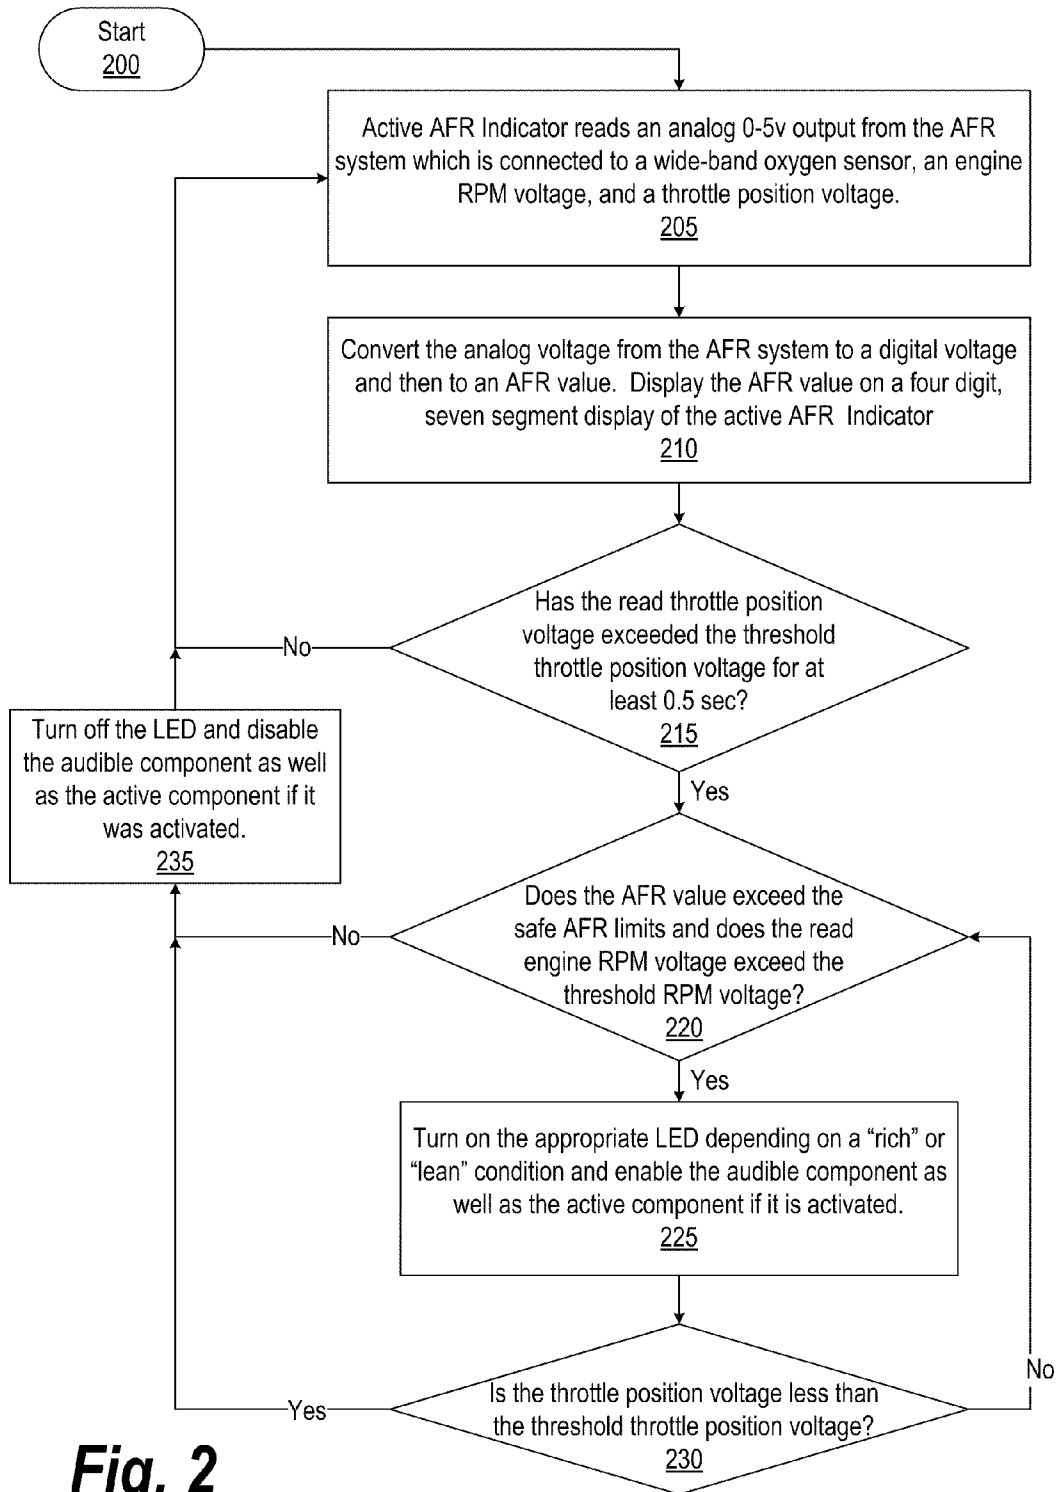 Start
200
Active AFR Indicator reads an analog 0-5v output from the AFR
system which is connected to a wide-band oxygen sensor, an engine
RPM voltage, and a throttle position voltage.
205
Convert the analog voltage from the AFR system to a digital voltage
and then to an AFR value. Display the AFR value on a four digit,
seven segment display of the active AFR Indicator
210
Has the read throttle position
voltage exceeded the threshold
throttle position voltage for at
least 0.5 sec?
215
No
Yes
Turn off the LED and disable
the audible component as well
as the active component if it
was activated.
235
Does the AFR value exceed the
safe AFR limits and does the read
engine RPM voltage exceed the
threshold RPM voltage?
220
No
Yes
Turn on the appropriate LED depending on a “rich” or
“lean” condition and enable the audible component as
well as the active component if it is activated.
225
Is the throttle position voltage less than
the threshold throttle position voltage?
230
Yes
No
Fig. 2